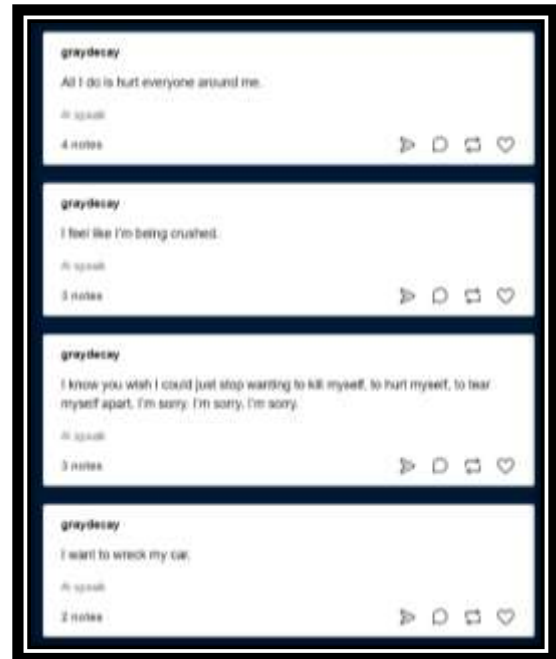 graydecay
All I do is hurt everyone around me.
4 notes
graydecay
I feel like I'm being crushed.
3 notes
graydecay
I know you wish I could just stop wanting to kill myself, to hurt myself, to tear
myself apart. I'm sorry. I'm sorry. I'm sorry.
3 notes
graydecay
I want to wreck my car.
2 notes